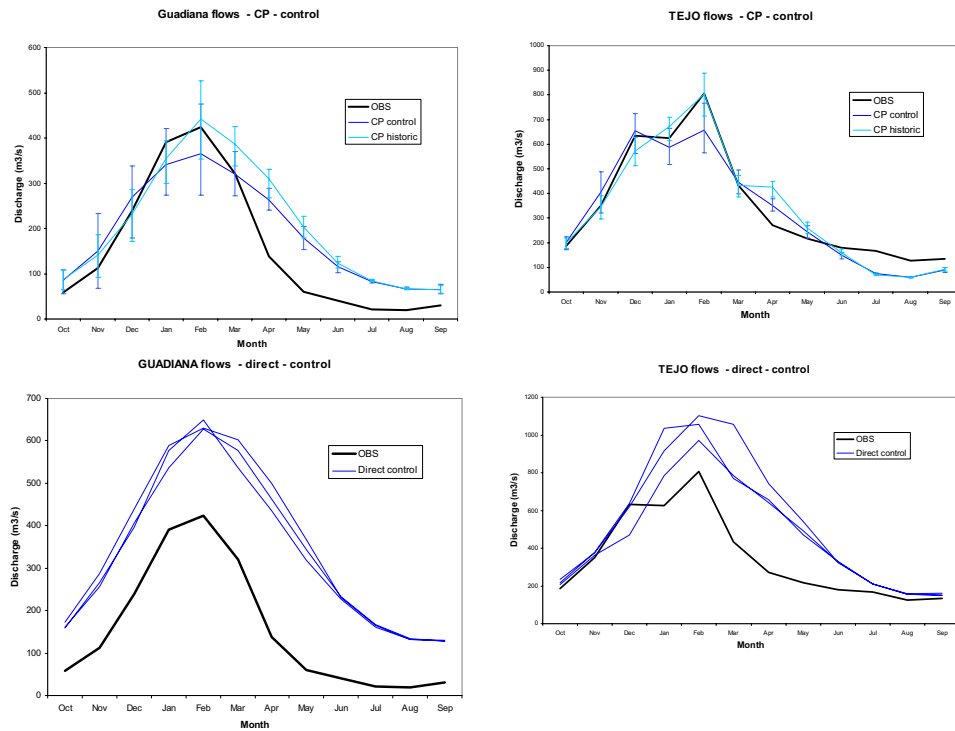 Guadiana flows - CP - control
600
500
400
300
200
100
0
Discharge (m3/s)
OBS
CP control
CP historic
Oct Nov Dec Jan Feb Mar Apr May Jun Jul Aug Sep
Month
TEJO flows - CP - control
1000
900
800
700
600
500
400
300
200
100
0
Discharge (m3/s)
OBS
CP control
CP historic
Oct Nov Dec Jan Feb Mar Apr May Jun Jul Aug Sep
Month
GUADIANA flows - direct - control
700
600
500
400
300
200
100
0
Discharge (m3/s)
OBS
Direct control
Oct Nov Dec Jan Feb Mar Apr May Jun Jul Aug Sep
Month
TEJO flows - direct - control
1200
1000
800
600
400
200
0
Discharge (m3/s)
OBS
Direct control
Oct Nov Dec Jan Feb Mar Apr May Jun Jul Aug Sep
Month